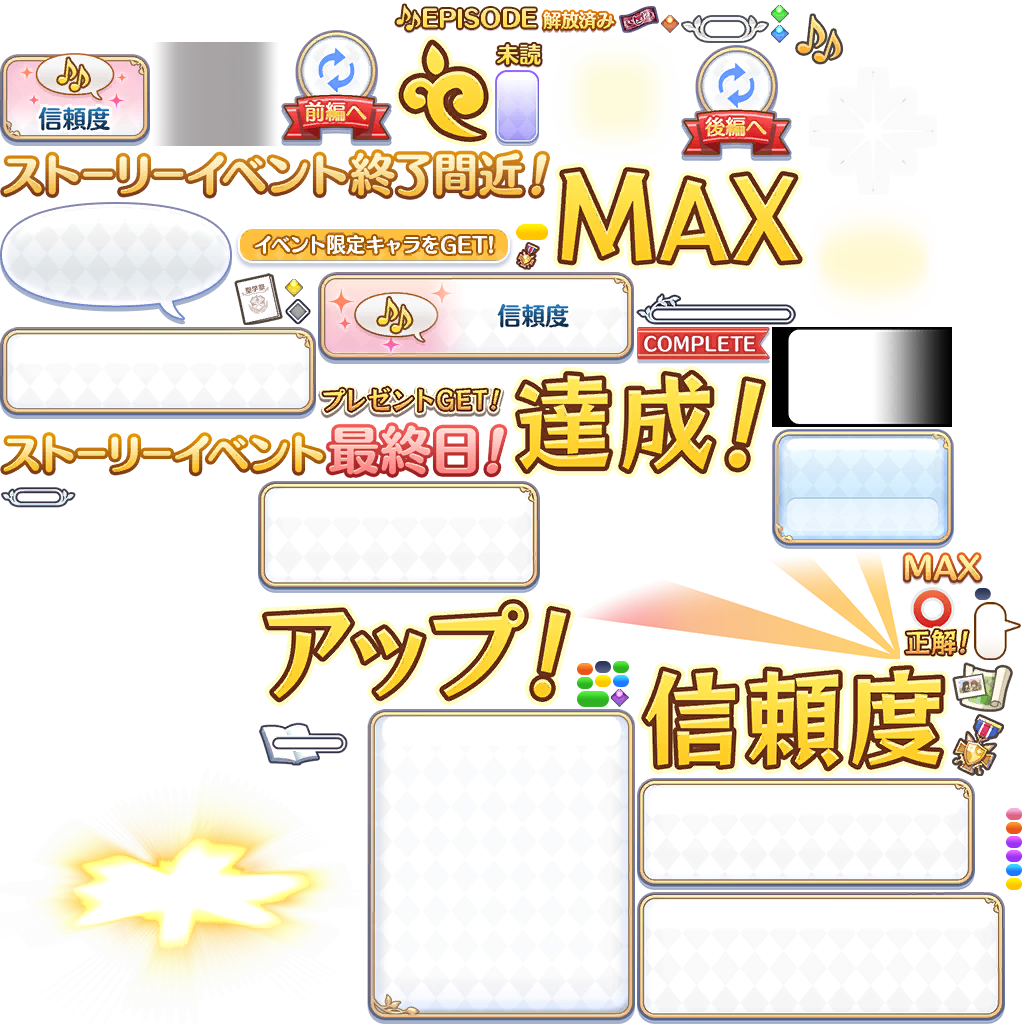 EPISODE 解放済み
未読
信頼度
前編へ
後編へ
ストーリーイベント終了間近!
MAX
イベント限定キャラをGET!
聖学祭
信頼度
COMPLETE
プレゼントGET!
達成!
ストーリーイベント最終日!
MAX
正解!
アップ!
信頼度